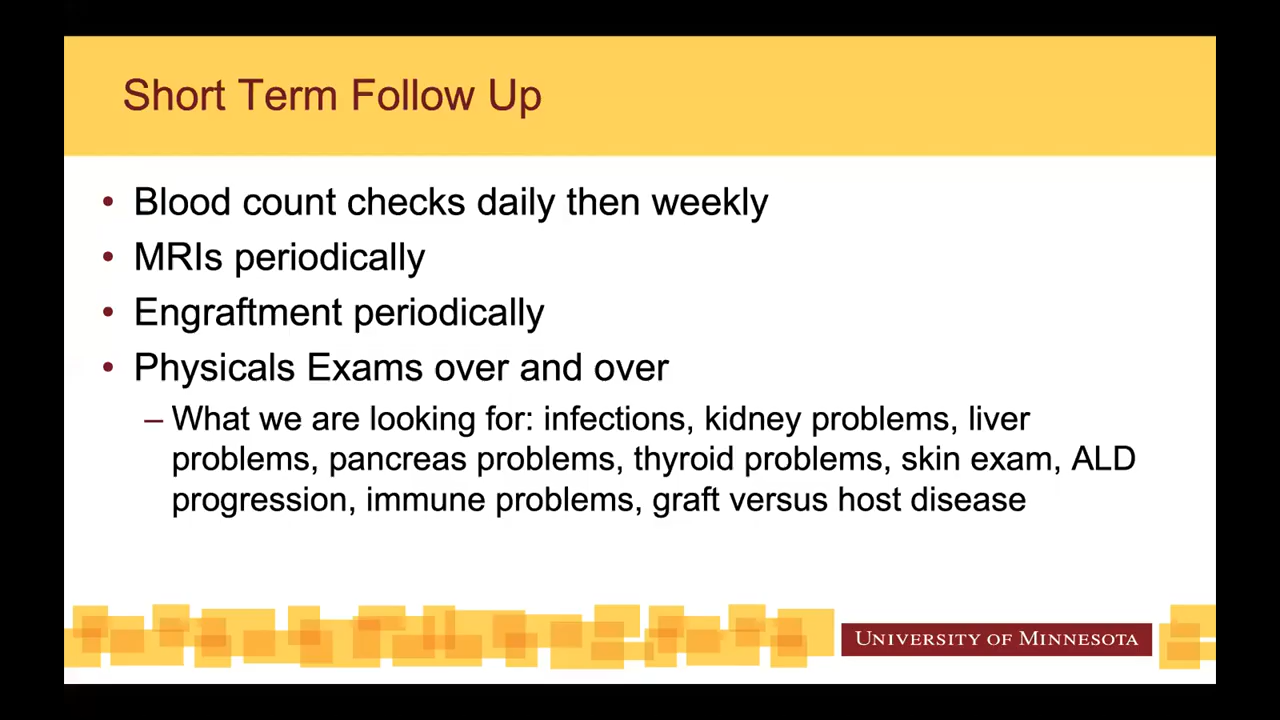 Short Term Follow Up
• Blood count checks daily then weekly
• MRIs periodically
• Engraftment periodically
• Physicals Exams over and over
– What we are looking for: infections, kidney problems, liver
problems, pancreas problems, thyroid problems, skin exam, ALD
progression, immune problems, graft versus host disease
UNIVERSITY OF MINNESOTA